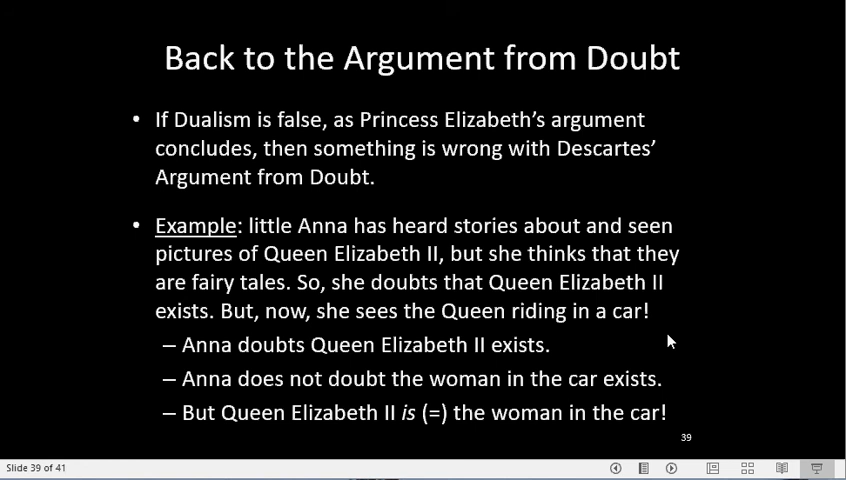 Back to the Argument from Doubt
• If Dualism is false, as Princess Elizabeth's argument
concludes, then something is wrong with Descartes'
Argument from Doubt.
• Example: little Anna has heard stories about and seen
pictures of Queen Elizabeth II, but she thinks that they
are fairy tales. So, she doubts that Queen Elizabeth II
exists. But, now, she sees the Queen riding in a car!
– Anna doubts Queen Elizabeth II exists.
– Anna does not doubt the woman in the car exists.
– But Queen Elizabeth II is (=) the woman in the car!
39
Slide 39 of 41